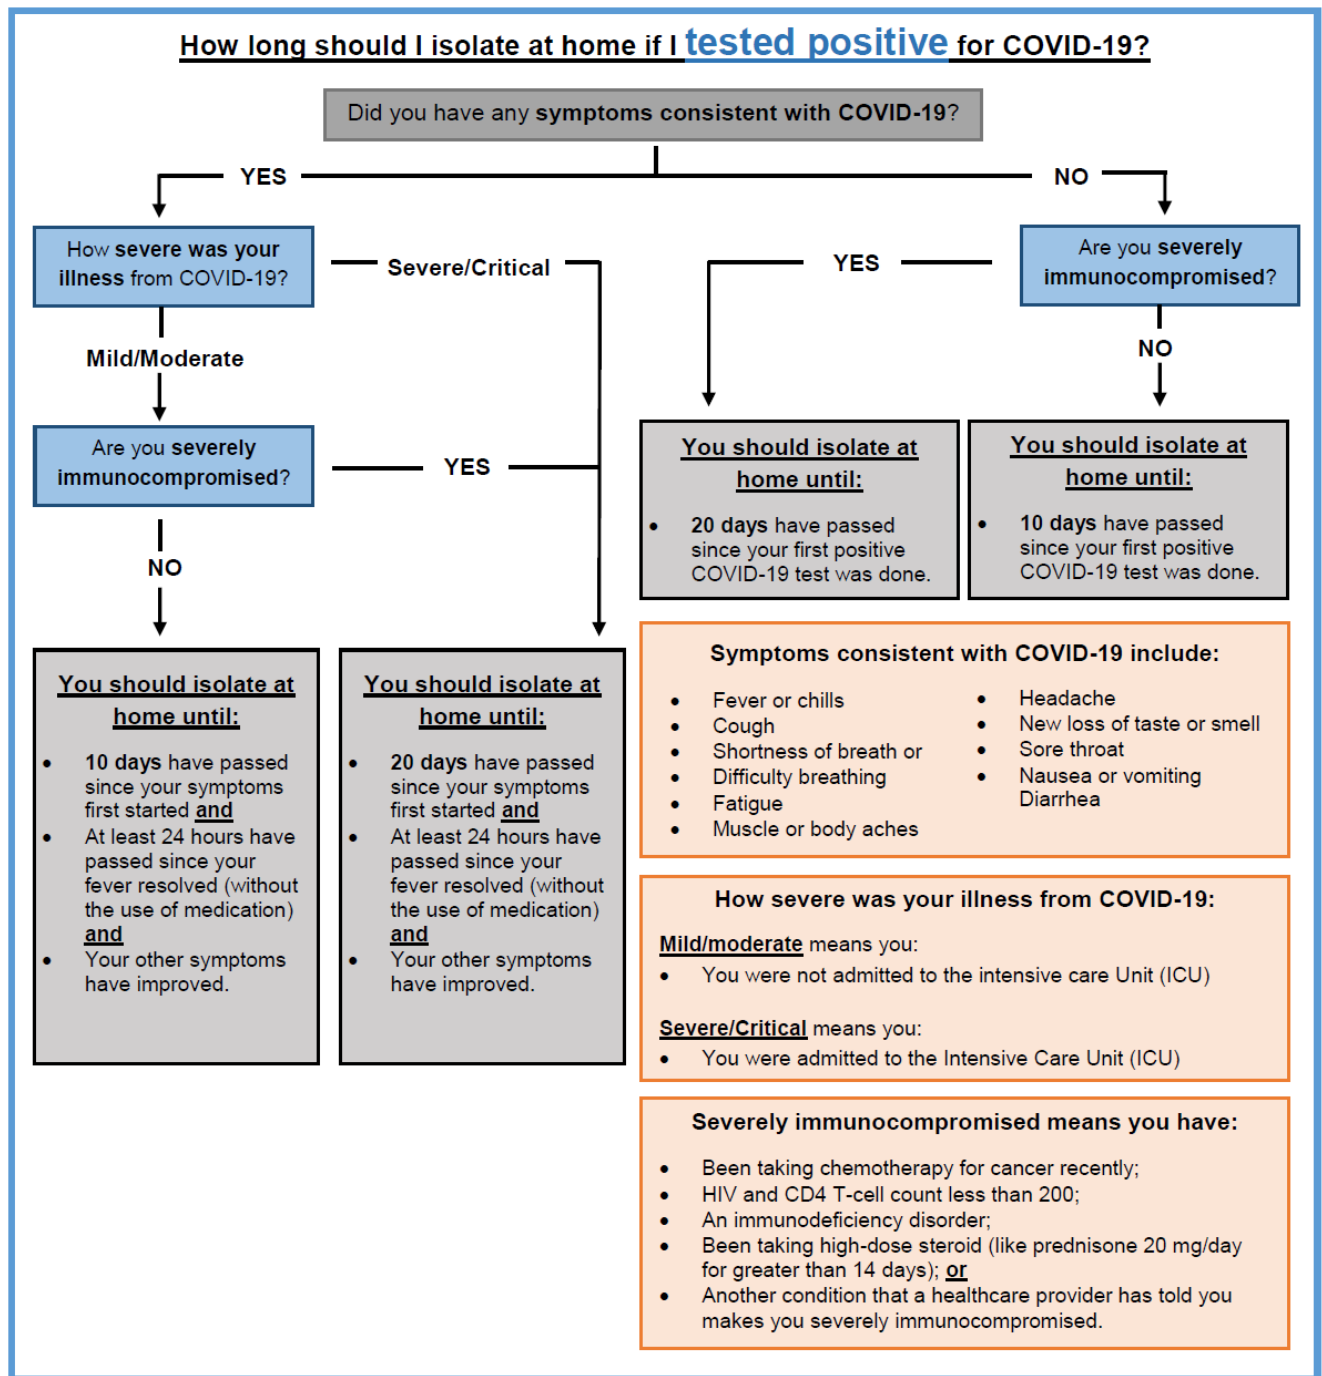 How long should I isolate at home if I tested positive for COVID-19?
Did you have any symptoms consistent with COVID-19?
YES
NO
How severe was your
illness from COVID-19?
Severe/Critical
YES
Are you severely
immunocompromised?
Mild/Moderate
NO
Are you severely
immunocompromised?
YES
NO
You should isolate at
home until:
• 20 days have passed
since your first positive
COVID-19 test was done.
You should isolate at
home until:
• 10 days have passed
since your first positive
COVID-19 test was done.
You should isolate at
home until:
• 10 days have passed
since your symptoms
first started and
• At least 24 hours have
passed since your
fever resolved (without
the use of medication)
and
• Your other symptoms
have improved.
You should isolate at
home until:
• 20 days have passed
since your symptoms
first started and
• At least 24 hours have
passed since your
fever resolved (without
the use of medication)
and
• Your other symptoms
have improved.
Symptoms consistent with COVID-19 include:
• Fever or chills
• Cough
• Shortness of breath or
• Difficulty breathing
• Fatigue
• Muscle or body aches
• Headache
• New loss of taste or smell
• Sore throat
• Nausea or vomiting
Diarrhea
How severe was your illness from COVID-19:
Mild/moderate means you:
• You were not admitted to the intensive care Unit (ICU)
Severe/Critical means you:
• You were admitted to the Intensive Care Unit (ICU)
Severely immunocompromised means you have:
• Been taking chemotherapy for cancer recently;
• HIV and CD4 T-cell count less than 200;
• An immunodeficiency disorder;
• Been taking high-dose steroid (like prednisone 20 mg/day
for greater than 14 days); or
• Another condition that a healthcare provider has told you
makes you severely immunocompromised.